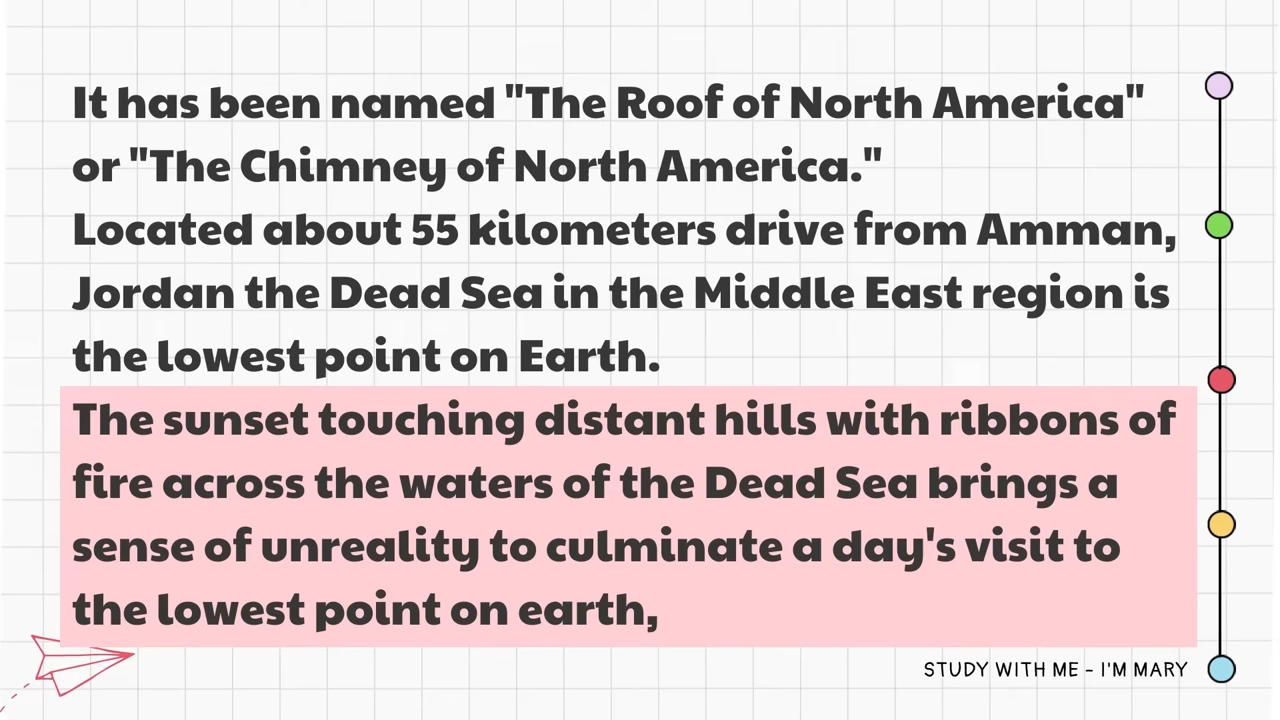 It has been named "The Roof of North America"
or "The Chimney of North America."
Located about 55 kilometers drive from Amman,
Jordan the Dead Sea in the Middle East region is
the lowest point on Earth.
The sunset touching distant hills with ribbons of
fire across the waters of the Dead Sea brings a
sense of unreality to culminate a day's visit to
the lowest point on earth,
STUDY WITH ME - I'M MARY